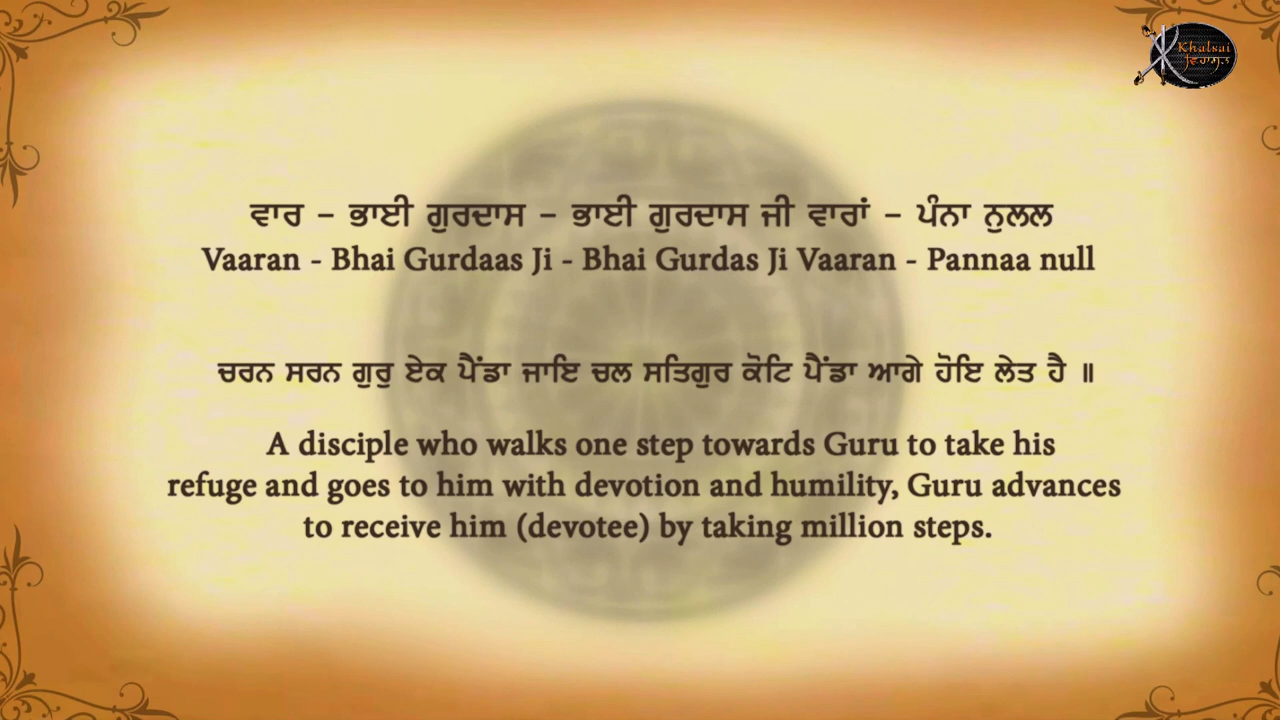 Khalsai
ਵਿਰਾਸਤ
ਵਾਰ – ਭਾਈ ਗੁਰਦਾਸ – ਭਾਈ ਗੁਰਦਾਸ ਜੀ ਵਾਰਾਂ – ਪੰਨਾ ਨੁਲਲ
Vaaran - Bhai Gurdaas Ji - Bhai Gurdas Ji Vaaran - Pannaa null
ਚਰਨ ਸਰਨ ਗੁਰੁ ਏਕ ਪੈਂਡਾ ਜਾਇ ਚਲ ਸਤਿਗੁਰ ਕੋਟਿ ਪੈਂਡਾ ਆਗੇ ਹੋਇ ਲੇਤ ਹੈ ॥
A disciple who walks one step towards Guru to take his
refuge and goes to him with devotion and humility, Guru advances
to receive him (devotee) by taking million steps.